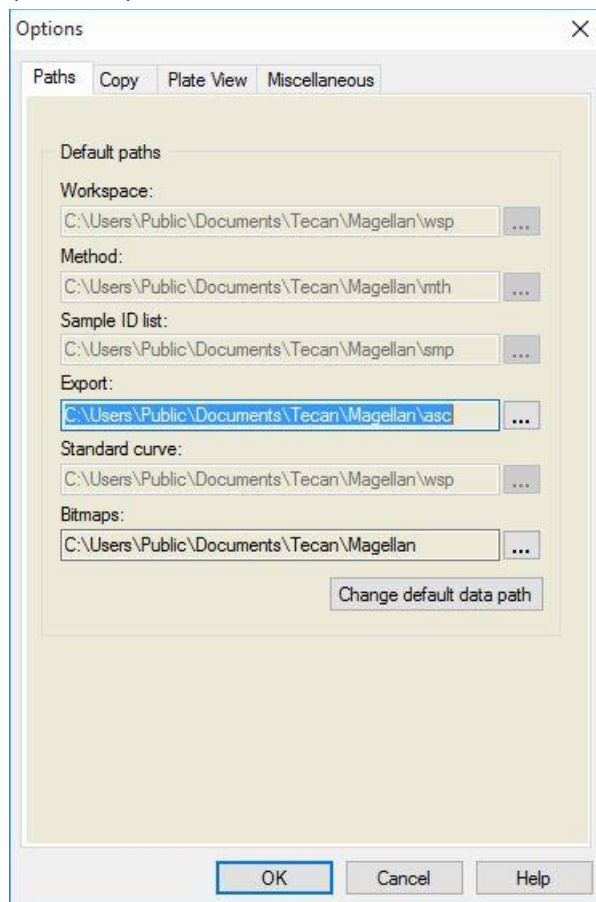 Options
Paths Copy Plate View Miscellaneous
Default paths
Workspace:
C:\Users\Public\Documents\Tecan\Magellan\wsp ...
Method:
C:\Users\Public\Documents\Tecan\Magellan\mth ...
Sample ID list:
C:\Users\Public\Documents\Tecan\Magellan\smp ...
Export:
C:\Users\Public\Documents\Tecan\Magellan\asc ...
Standard curve:
C:\Users\Public\Documents\Tecan\Magellan\wsp ...
Bitmaps:
C:\Users\Public\Documents\Tecan\Magellan ...
Change default data path
OK Cancel Help